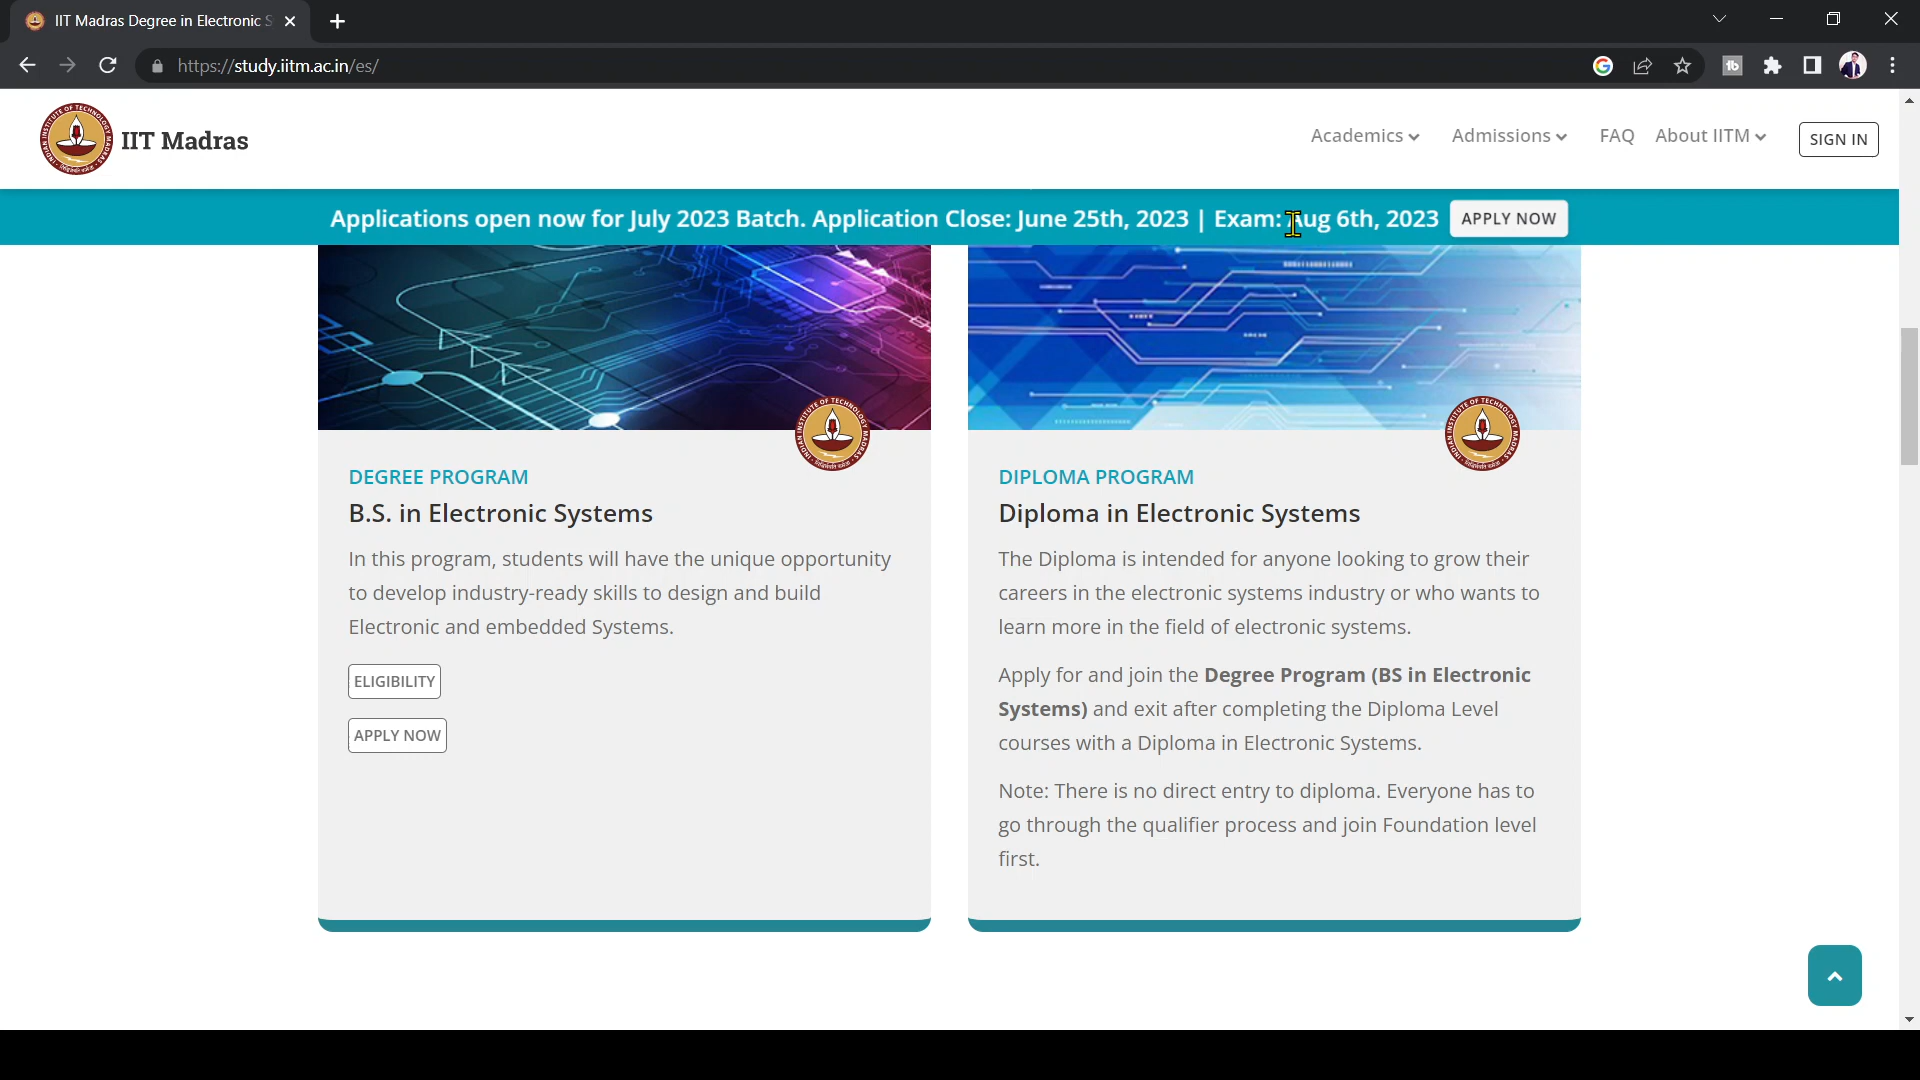 IIT Madras Degree in Electronic S
https://study.iitm.ac.in/es/
IIT Madras
Academics
Admissions
FAQ
About IITM
SIGN IN
Applications open now for July 2023 Batch. Application Close: June 25th, 2023 | Exam: Aug 6th, 2023
APPLY NOW
DEGREE PROGRAM
B.S. in Electronic Systems
In this program, students will have the unique opportunity
to develop industry-ready skills to design and build
Electronic and embedded Systems.
ELIGIBILITY
APPLY NOW
DIPLOMA PROGRAM
Diploma in Electronic Systems
The Diploma is intended for anyone looking to grow their
careers in the electronic systems industry or who wants to
learn more in the field of electronic systems.
Apply for and join the Degree Program (BS in Electronic
Systems) and exit after completing the Diploma Level
courses with a Diploma in Electronic Systems.
Note: There is no direct entry to diploma. Everyone has to
go through the qualifier process and join Foundation level
first.